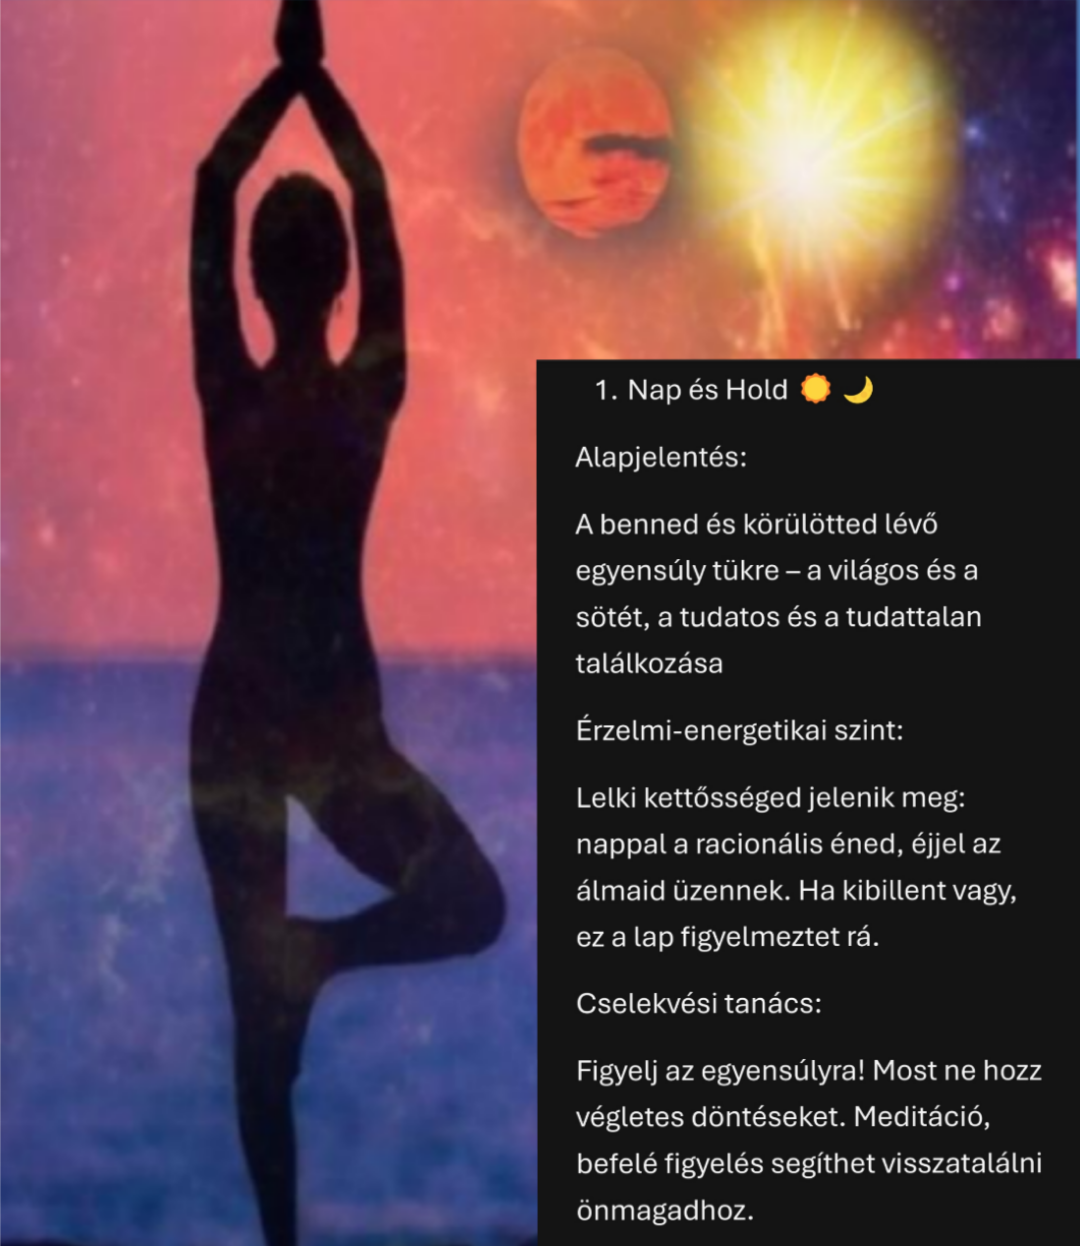 1. Nap és Hold 🌞 🌙
Alapjelentés:
A benned és körülötted lévő
egyensúly tükre – a világos és a
sötét, a tudatos és a tudattalan
találkozása
Érzelmi-energetikai szint:
Lelki kettősséged jelenik meg:
nappal a racionális éned, éjjel az
álmaid üzennek. Ha kibillent vagy,
ez a lap figyelmeztet rá.
Cselekvési tanács:
Figyelj az egyensúlyra! Most ne hozz
végletes döntéseket. Meditáció,
befelé figyelés segíthet visszatalálni
önmagadhoz.